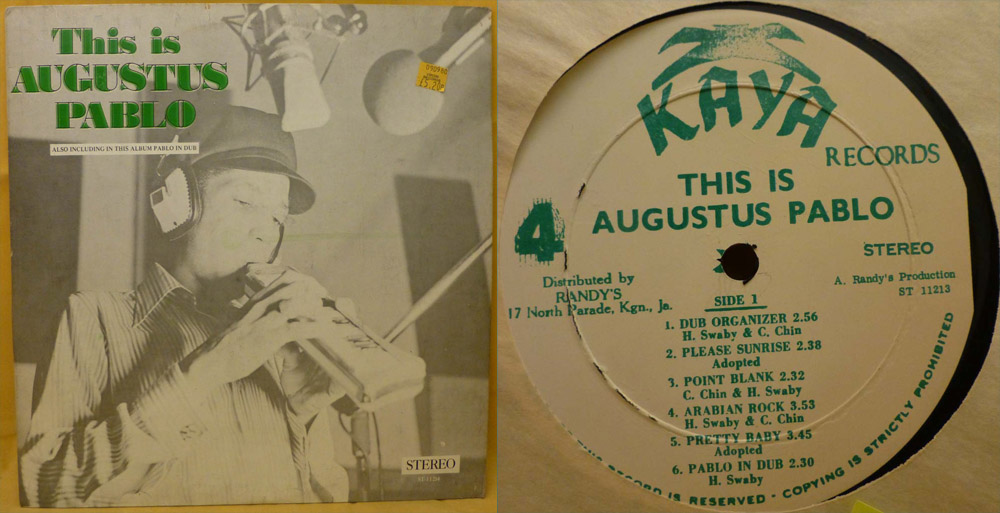 This is
AUGUSTUS
PABLO
ALSO INCLUDING IN THIS ALBUM PABLO IN DUB
090980
£5.20
STEREO
KAYA
RECORDS
THIS IS
AUGUSTUS PABLO
4
STEREO
Distributed by
RANDY'S
17 North Parade, Kgn., Ja.
A. Randy's Production
ST 11213
SIDE 1
1. DUB ORGANIZER 2.56
H. Swaby & C. Chin
2. PLEASE SUNRISE 2.38
Adopted
3. POINT BLANK 2.32
C. Chin & H. Swaby
4. ARABIAN ROCK 3.53
H. Swaby & C. Chin
5. PRETTY BABY 3.45
Adopted
6. PABLO IN DUB 2.30
H. Swaby
RECORD IS RESERVED - COPYING IS STRICTLY PROHIBITED